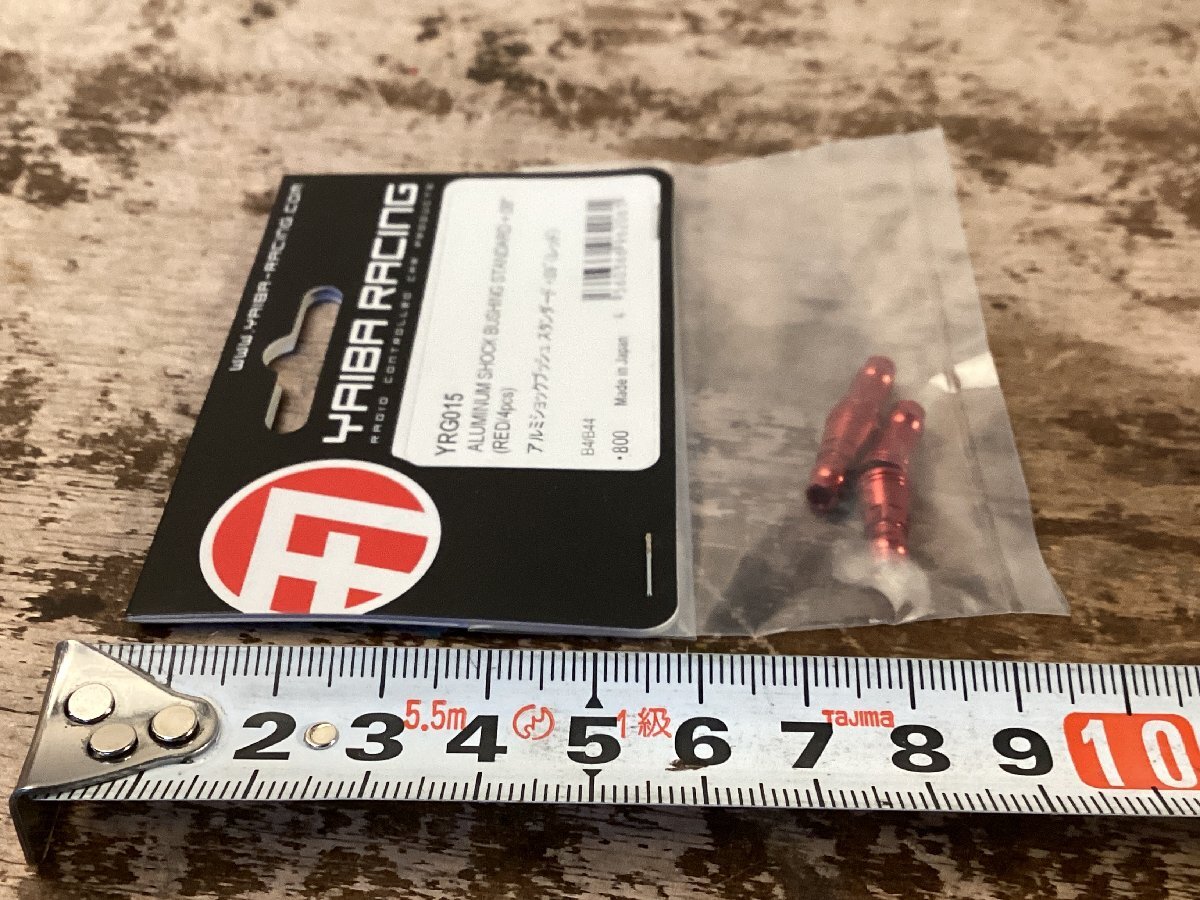 WWW.YAIBA-RACING.COM
YAIBA RACING
RADIO CONTROLLED CAR PRODUCTS
YRG015
ALUMINUM SHOCK BUSHING STANDARD
(RED/4pcs)
アルミショックブッシュ スタンダード
B4/B44
・800 Made in Japan
2 3 5.5m 4 5 1級 6 7 TaJIma 8 9 10